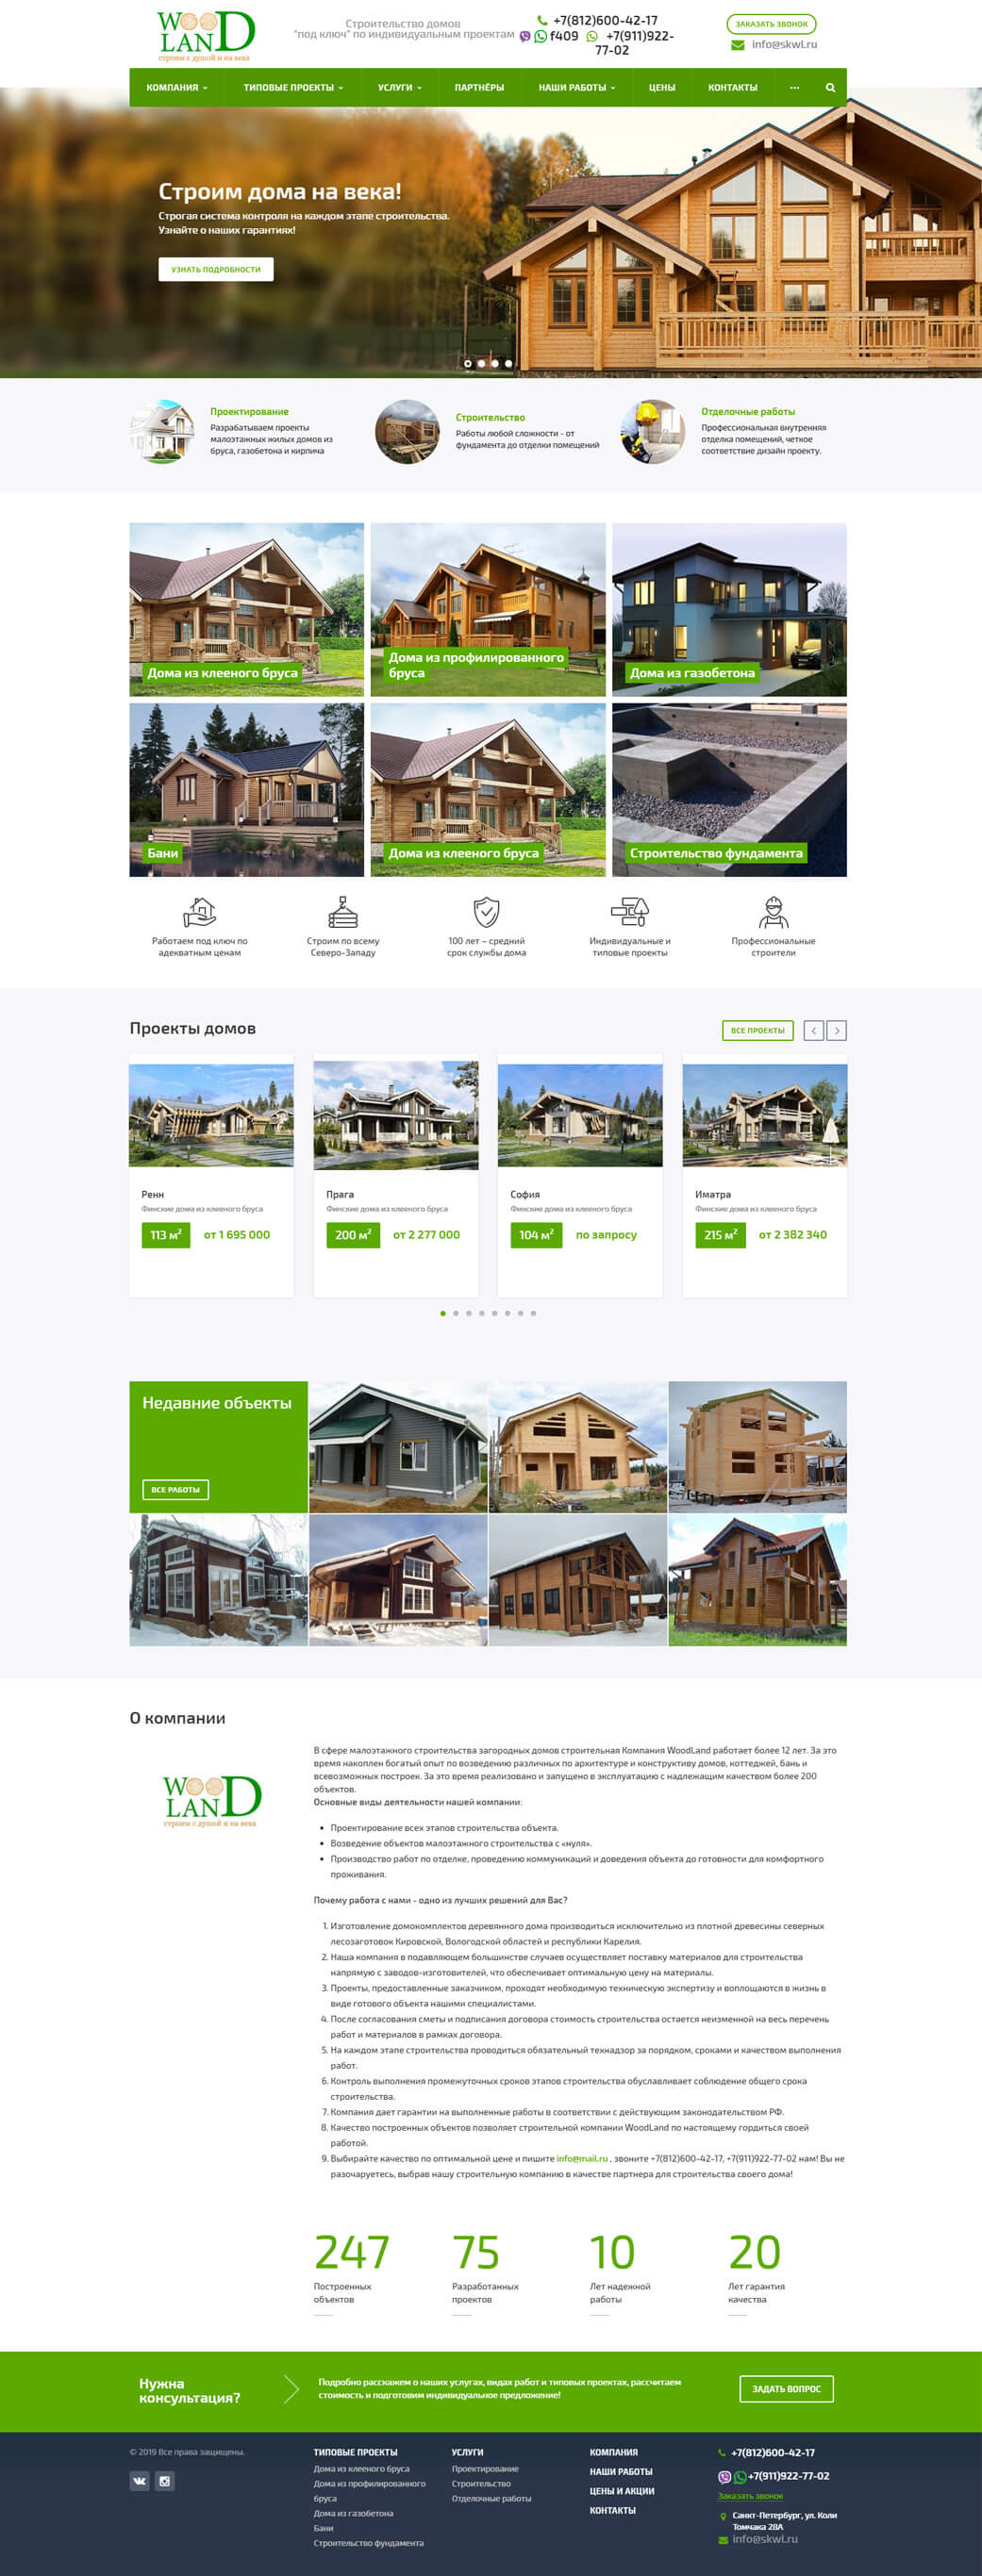 WOOD
LAND
строим с душой и на века
Строительство домов
"под ключ" по индивидуальным проектам
+7(812)600-42-17
f409 +7(911)922-
77-02
ЗАКАЗАТЬ ЗВОНОК
info@skwl.ru
КОМПАНИЯ ТИПОВЫЕ ПРОЕКТЫ УСЛУГИ ПАРТНЁРЫ НАШИ РАБОТЫ ЦЕНЫ КОНТАКТЫ ...
Строим дома на века!
Строгая система контроля на каждом этапе строительства.
Узнайте о наших гарантиях!
УЗНАТЬ ПОДРОБНОСТИ
Проектирование
Разрабатываем проекты
малоэтажных жилых домов из
бруса, газобетона и кирпича
Строительство
Работы любой сложности - от
фундамента до отделки помещений
Отделочные работы
Профессиональная внутренняя
отделка помещений, четкое
соответствие дизайн проекту.
Дома из клееного бруса
Дома из профилированного
бруса
Дома из газобетона
Бани
Дома из клееного бруса
Строительство фундамента
Работаем под ключ по
адекватным ценам
Строим по всему
Северо-Западу
100 лет – средний
срок службы дома
Индивидуальные и
типовые проекты
Профессиональные
строители
Проекты домов
ВСЕ ПРОЕКТЫ
Ренн
Финские дома из клееного бруса
113 м²
от 1 695 000
Прага
Финские дома из клееного бруса
200 м²
от 2 277 000
София
Финские дома из клееного бруса
104 м²
по запросу
Иматра
Финские дома из клееного бруса
215 м²
от 2 382 340
Недавние объекты
ВСЕ РАБОТЫ
О компании
WOOD
LAND
строим с душой и на века
В сфере малоэтажного строительства загородных домов строительная Компания WoodLand работает более 12 лет. За это
время накоплен богатый опыт по возведению различных по архитектуре и конструктиву домов, коттеджей, бань и
всевозможных построек. За это время реализовано и запущено в эксплуатацию с надлежащим качеством более 200
объектов.
Основные виды деятельности нашей компании:
Проектирование всех этапов строительства объекта.
Возведение объектов малоэтажного строительства с «нуля».
Производство работ по отделке, проведению коммуникаций и доведения объекта до готовности для комфортного
проживания.
Почему работа с нами - одно из лучших решений для Вас?
1. Изготовление домокомплектов деревянного дома производиться исключительно из плотной древесины северных
лесозаготовок Кировской, Вологодской областей и республики Карелия.
2. Наша компания в подавляющем большинстве случаев осуществляет поставку материалов для строительства
напрямую с заводов-изготовителей, что обеспечивает оптимальную цену на материалы.
3. Проекты, предоставленные заказчиком, проходят необходимую техническую экспертизу и воплощаются в жизнь в
виде готового объекта нашими специалистами.
4. После согласования сметы и подписания договора стоимость строительства остается неизменной на весь перечень
работ и материалов в рамках договора.
5. На каждом этапе строительства проводиться обязательный технадзор за порядком, сроками и качеством выполнения
работ.
6. Контроль выполнения промежуточных сроков этапов строительства обуславливает соблюдение общего срока
строительства.
7. Компания дает гарантии на выполненные работы в соответствии с действующим законодательством РФ.
8. Качество построенных объектов позволяет строительной компании WoodLand по настоящему гордиться своей
работой.
9. Выбирайте качество по оптимальной цене и пишите info@mail.ru , звоните +7(812)600-42-17, +7(911)922-77-02 нам! Вы не
разочаруетесь, выбрав нашу строительную компанию в качестве партнера для строительства своего дома!
247
Построенных
объектов
75
Разработанных
проектов
10
Лет надежной
работы
20
Лет гарантия
качества
Нужна
консультация?
Подробно расскажем о наших услугах, видах работ и типовых проектах, рассчитаем
стоимость и подготовим индивидуальное предложение!
ЗАДАТЬ ВОПРОС
© 2019 Все права защищены.
ТИПОВЫЕ ПРОЕКТЫ
Дома из клееного бруса
Дома из профилированного
бруса
Дома из газобетона
Бани
Строительство фундамента
УСЛУГИ
Проектирование
Строительство
Отделочные работы
КОМПАНИЯ
НАШИ РАБОТЫ
ЦЕНЫ И АКЦИИ
КОНТАКТЫ
+7(812)600-42-17
+7(911)922-77-02
Заказать звонок
Санкт-Петербург, ул. Коли
Томчака 28А
info@skwl.ru